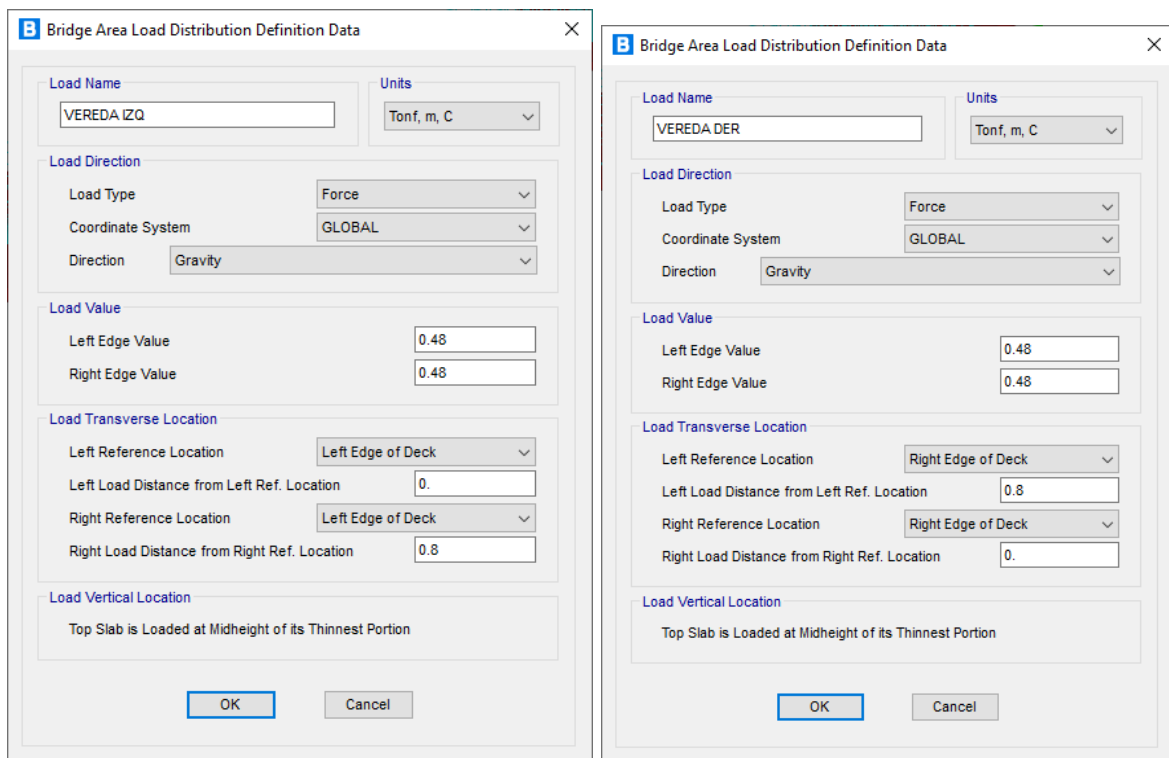 B Bridge Area Load Distribution Definition Data
Load Name
VEREDA IZQ
Units
Tonf, m, C
Load Direction
Load Type Force
Coordinate System GLOBAL
Direction Gravity
Load Value
Left Edge Value 0.48
Right Edge Value 0.48
Load Transverse Location
Left Reference Location Left Edge of Deck
Left Load Distance from Left Ref. Location 0.
Right Reference Location Left Edge of Deck
Right Load Distance from Right Ref. Location 0.8
Load Vertical Location
Top Slab is Loaded at Midheight of its Thinnest Portion
OK Cancel
B Bridge Area Load Distribution Definition Data
Load Name
VEREDA DER
Units
Tonf, m, C
Load Direction
Load Type Force
Coordinate System GLOBAL
Direction Gravity
Load Value
Left Edge Value 0.48
Right Edge Value 0.48
Load Transverse Location
Left Reference Location Right Edge of Deck
Left Load Distance from Left Ref. Location 0.8
Right Reference Location Right Edge of Deck
Right Load Distance from Right Ref. Location 0.
Load Vertical Location
Top Slab is Loaded at Midheight of its Thinnest Portion
OK Cancel